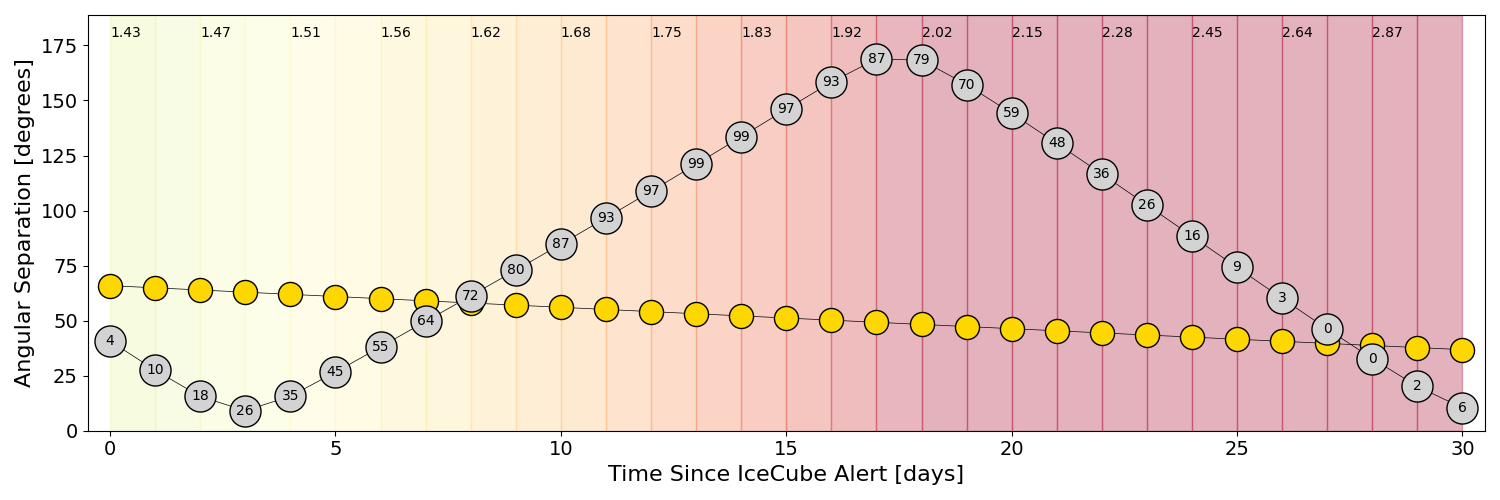 1.43 1.47 1.51 1.56 1.62 1.68 1.75 1.83 1.92 2.02 2.15 2.28 2.45 2.64 2.87
175
150
125
100
75
50
25
0
Angular Separation [degrees]
4 10 18 26 35 45 55 64 72 80 87 93 97 99 99 97 93 87 79 70 59 48 36 26 16 9 3 0 0 2 6
0 5 10 15 20 25 30
Time Since IceCube Alert [days]